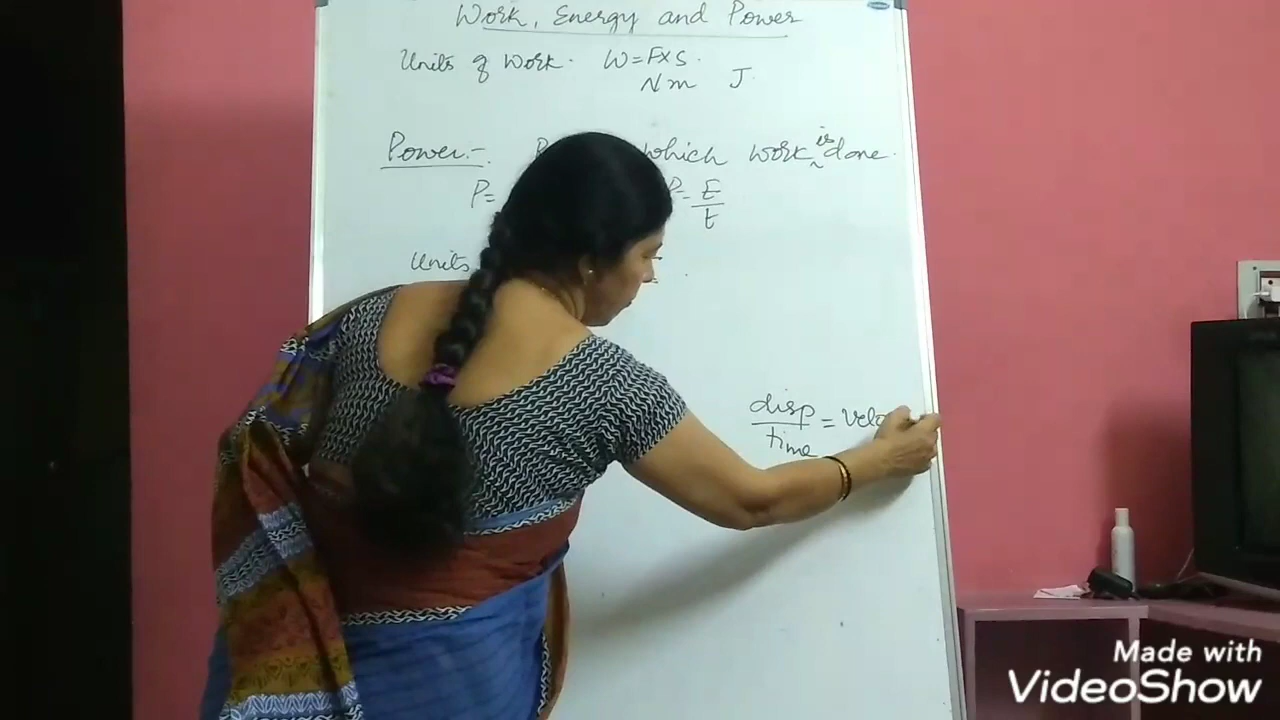 Work, Energy and Power
Units of Work. W=F×S.
Nm J
Power:- which work is done.
P= P= E/t
Units
disp/time = velo
Made with
VideoShow